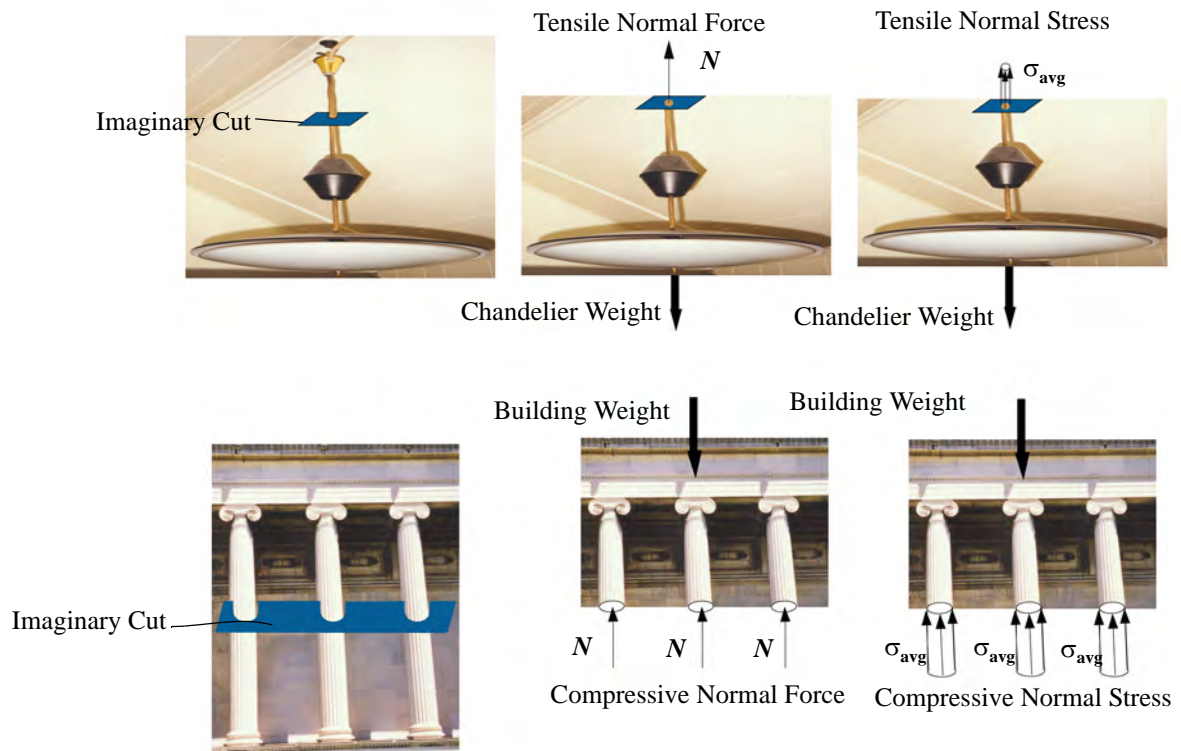 Tensile Normal Force
N
Tensile Normal Stress
σavg
Imaginary Cut
Chandelier Weight
Chandelier Weight
Building Weight
Building Weight
Imaginary Cut
N
N
N
σavg
σavg
σavg
Compressive Normal Force
Compressive Normal Stress